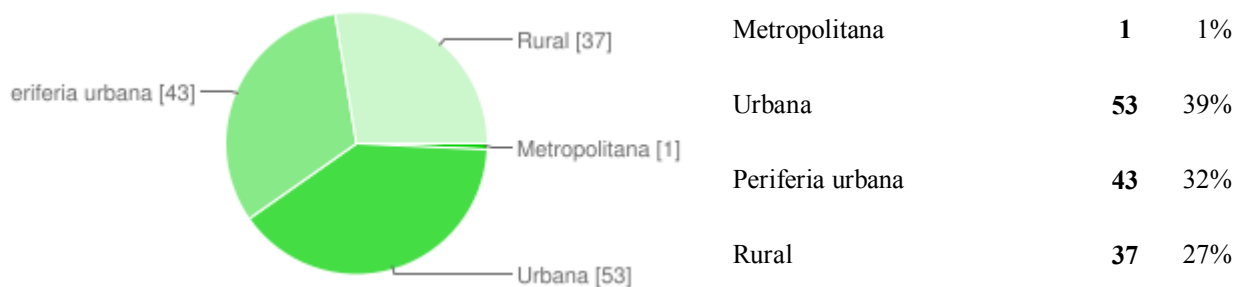 Rural [37]
eriferia urbana [43]
Metropolitana [1]
Urbana [53]
Metropolitana 1 1%
Urbana 53 39%
Periferia urbana 43 32%
Rural 37 27%